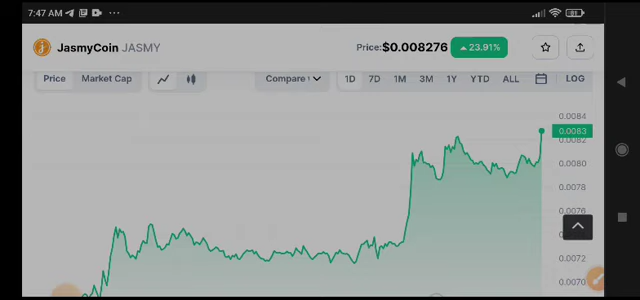 7:47 AM
JasmyCoin JASMY
Price:$0.008276 ▲ 23.91%
Price Market Cap Compare 1D 7D 1M 3M 1Y YTD ALL LOG
0.0084
0.0083
0.0082
0.0080
0.0078
0.0076
0.0072
0.0070